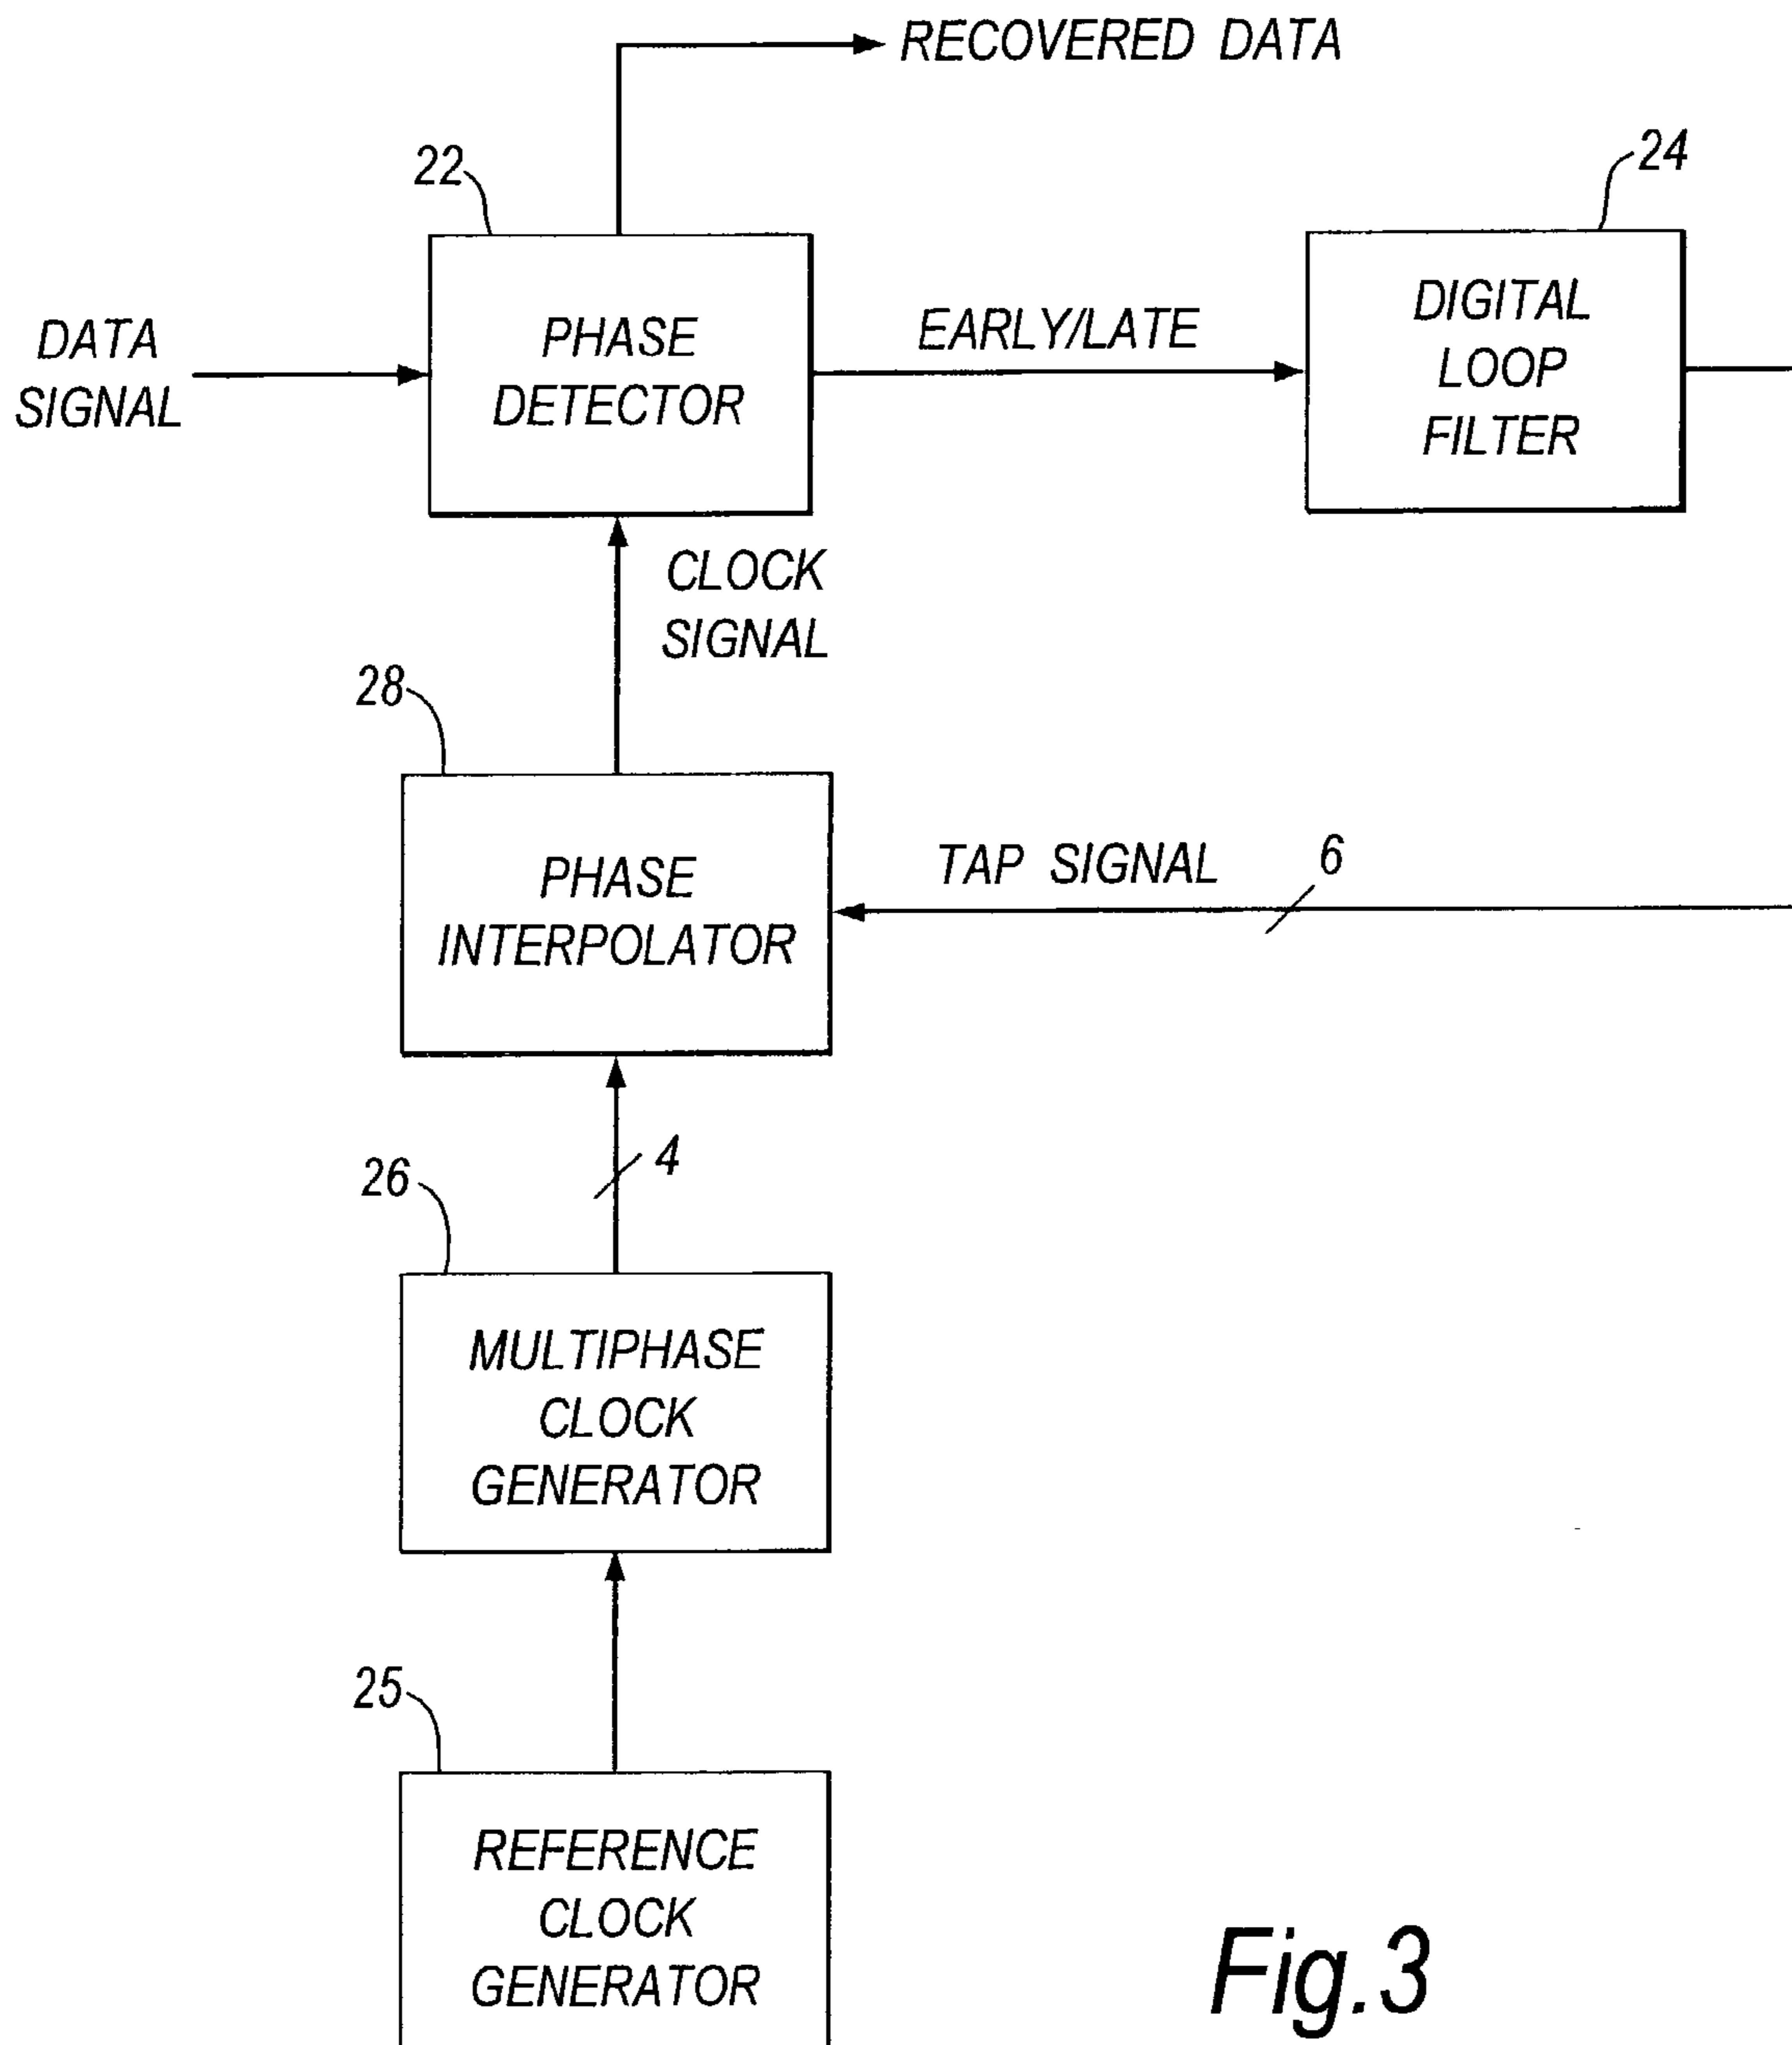 RECOVERED DATA
22
24
DATA
SIGNAL
PHASE
DETECTOR
EARLY/LATE
DIGITAL
LOOP
FILTER
CLOCK
SIGNAL
28
PHASE
INTERPOLATOR
TAP SIGNAL
6
4
26
MULTIPHASE
CLOCK
GENERATOR
25
REFERENCE
CLOCK
GENERATOR
Fig.3